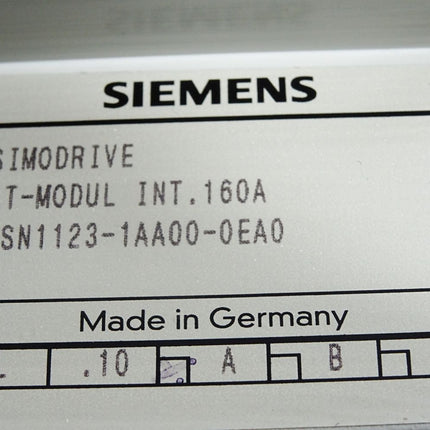 SIEMENS
SIMODRIVE
T-MODUL INT.160A
SN1123-1AA00-0EA0
Made in Germany
.10 A B